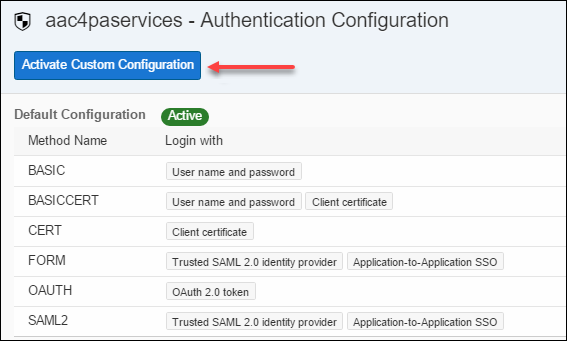 aac4paservices - Authentication Configuration
Activate Custom Configuration
Default Configuration Active
Method Name Login with
BASIC User name and password
BASICCERT User name and password Client certificate
CERT Client certificate
FORM Trusted SAML 2.0 identity provider Application-to-Application SSO
OAUTH OAuth 2.0 token
SAML2 Trusted SAML 2.0 identity provider Application-to-Application SSO